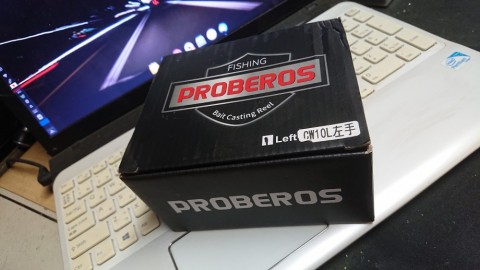 FISHING
PROBEROS
Bait Casting Reel
Left CW10L左手
PROBEROS